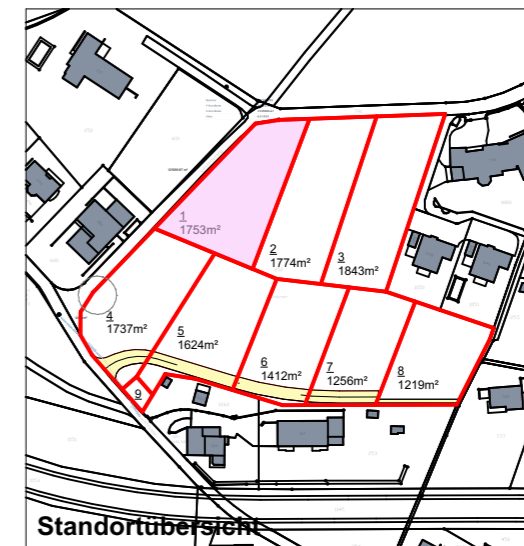 1
1753m²
2
1774m²
3
1843m²
4
1737m²
5
1624m²
6
1412m²
7
1256m²
8
1219m²
9
Standortübersicht